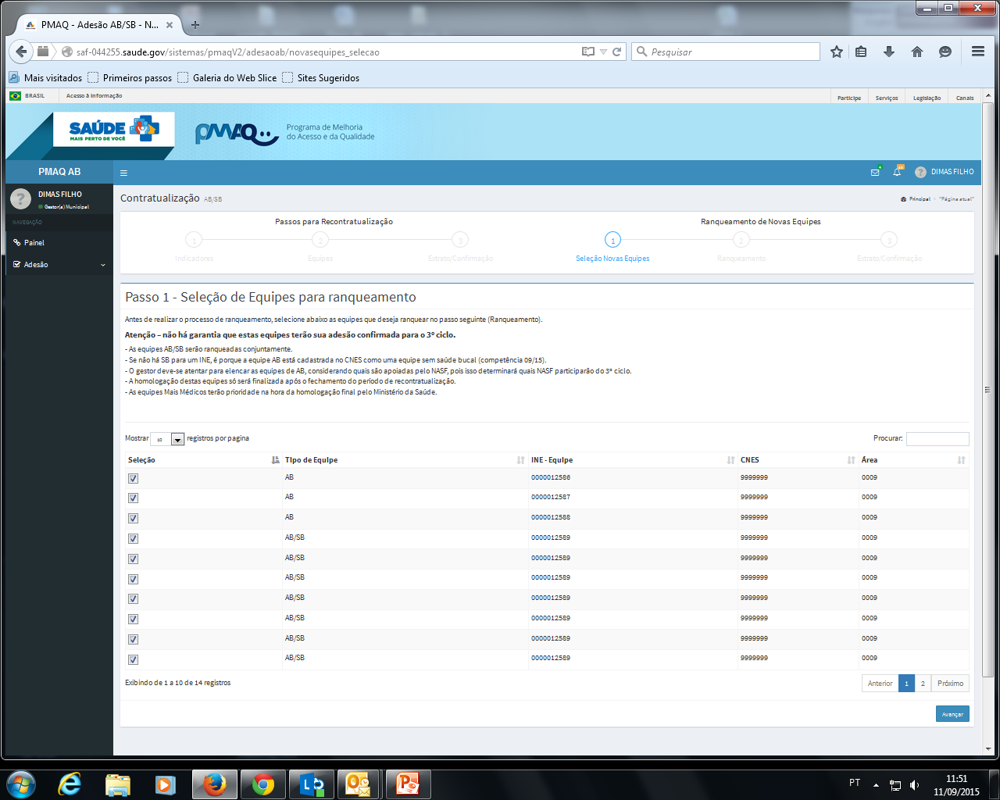 PMAQ - Adesão AB/SB - N...
saf-044255.saude.gov/sistemas/pmaqV2/adesaoab/novasequipes_selecao
Pesquisar
Mais visitados Primeiros passos Galeria do Web Slice Sites Sugeridos
BRASIL Acesso à informação Participe Serviços Legislação Canais
SAÚDE
MAIS PERTO DE VOCÊ
PMAQ
Programa de Melhoria
do Acesso e da Qualidade
PMAQ AB
DIMAS FILHO
DIMAS FILHO
Gestor(a) Municipal
NAVEGAÇÃO
Painel
Adesão
Contratualização AB/SB
Principal > "Página atual"
Passos para Recontratualização
1 2 3
Indicadores Equipes Extrato/Confirmação
Ranqueamento de Novas Equipes
1 2 3
Seleção Novas Equipes Ranqueamento Extrato/Confirmação
Passo 1 - Seleção de Equipes para ranqueamento
Antes de realizar o processo de ranqueamento, selecione abaixo as equipes que deseja ranquear no passo seguinte (Ranqueamento).
Atenção – não há garantia que estas equipes terão sua adesão confirmada para o 3º ciclo.
- As equipes AB/SB serão ranqueadas conjuntamente.
- Se não há SB para um INE, é porque a equipe AB está cadastrada no CNES como uma equipe sem saúde bucal (competência 09/15).
- O gestor deve-se atentar para elencar as equipes de AB, considerando quais são apoiadas pelo NASF, pois isso determinará quais NASF participarão do 3º ciclo.
- A homologação destas equipes só será finalizada após o fechamento do período de recontratualização.
- As equipes Mais Médicos terão prioridade na hora da homologação final pelo Ministério da Saúde.
Mostrar 10 registros por pagina
Procurar:
Seleção Tipo de Equipe INE - Equipe CNES Área
AB 0000012586 9999999 0009
AB 0000012587 9999999 0009
AB 0000012588 9999999 0009
AB/SB 0000012589 9999999 0009
AB/SB 0000012589 9999999 0009
AB/SB 0000012589 9999999 0009
AB/SB 0000012589 9999999 0009
AB/SB 0000012589 9999999 0009
AB/SB 0000012589 9999999 0009
AB/SB 0000012589 9999999 0009
Exibindo de 1 a 10 de 14 registros
Anterior 1 2 Próximo
Avançar
PT
11:51
11/09/2015